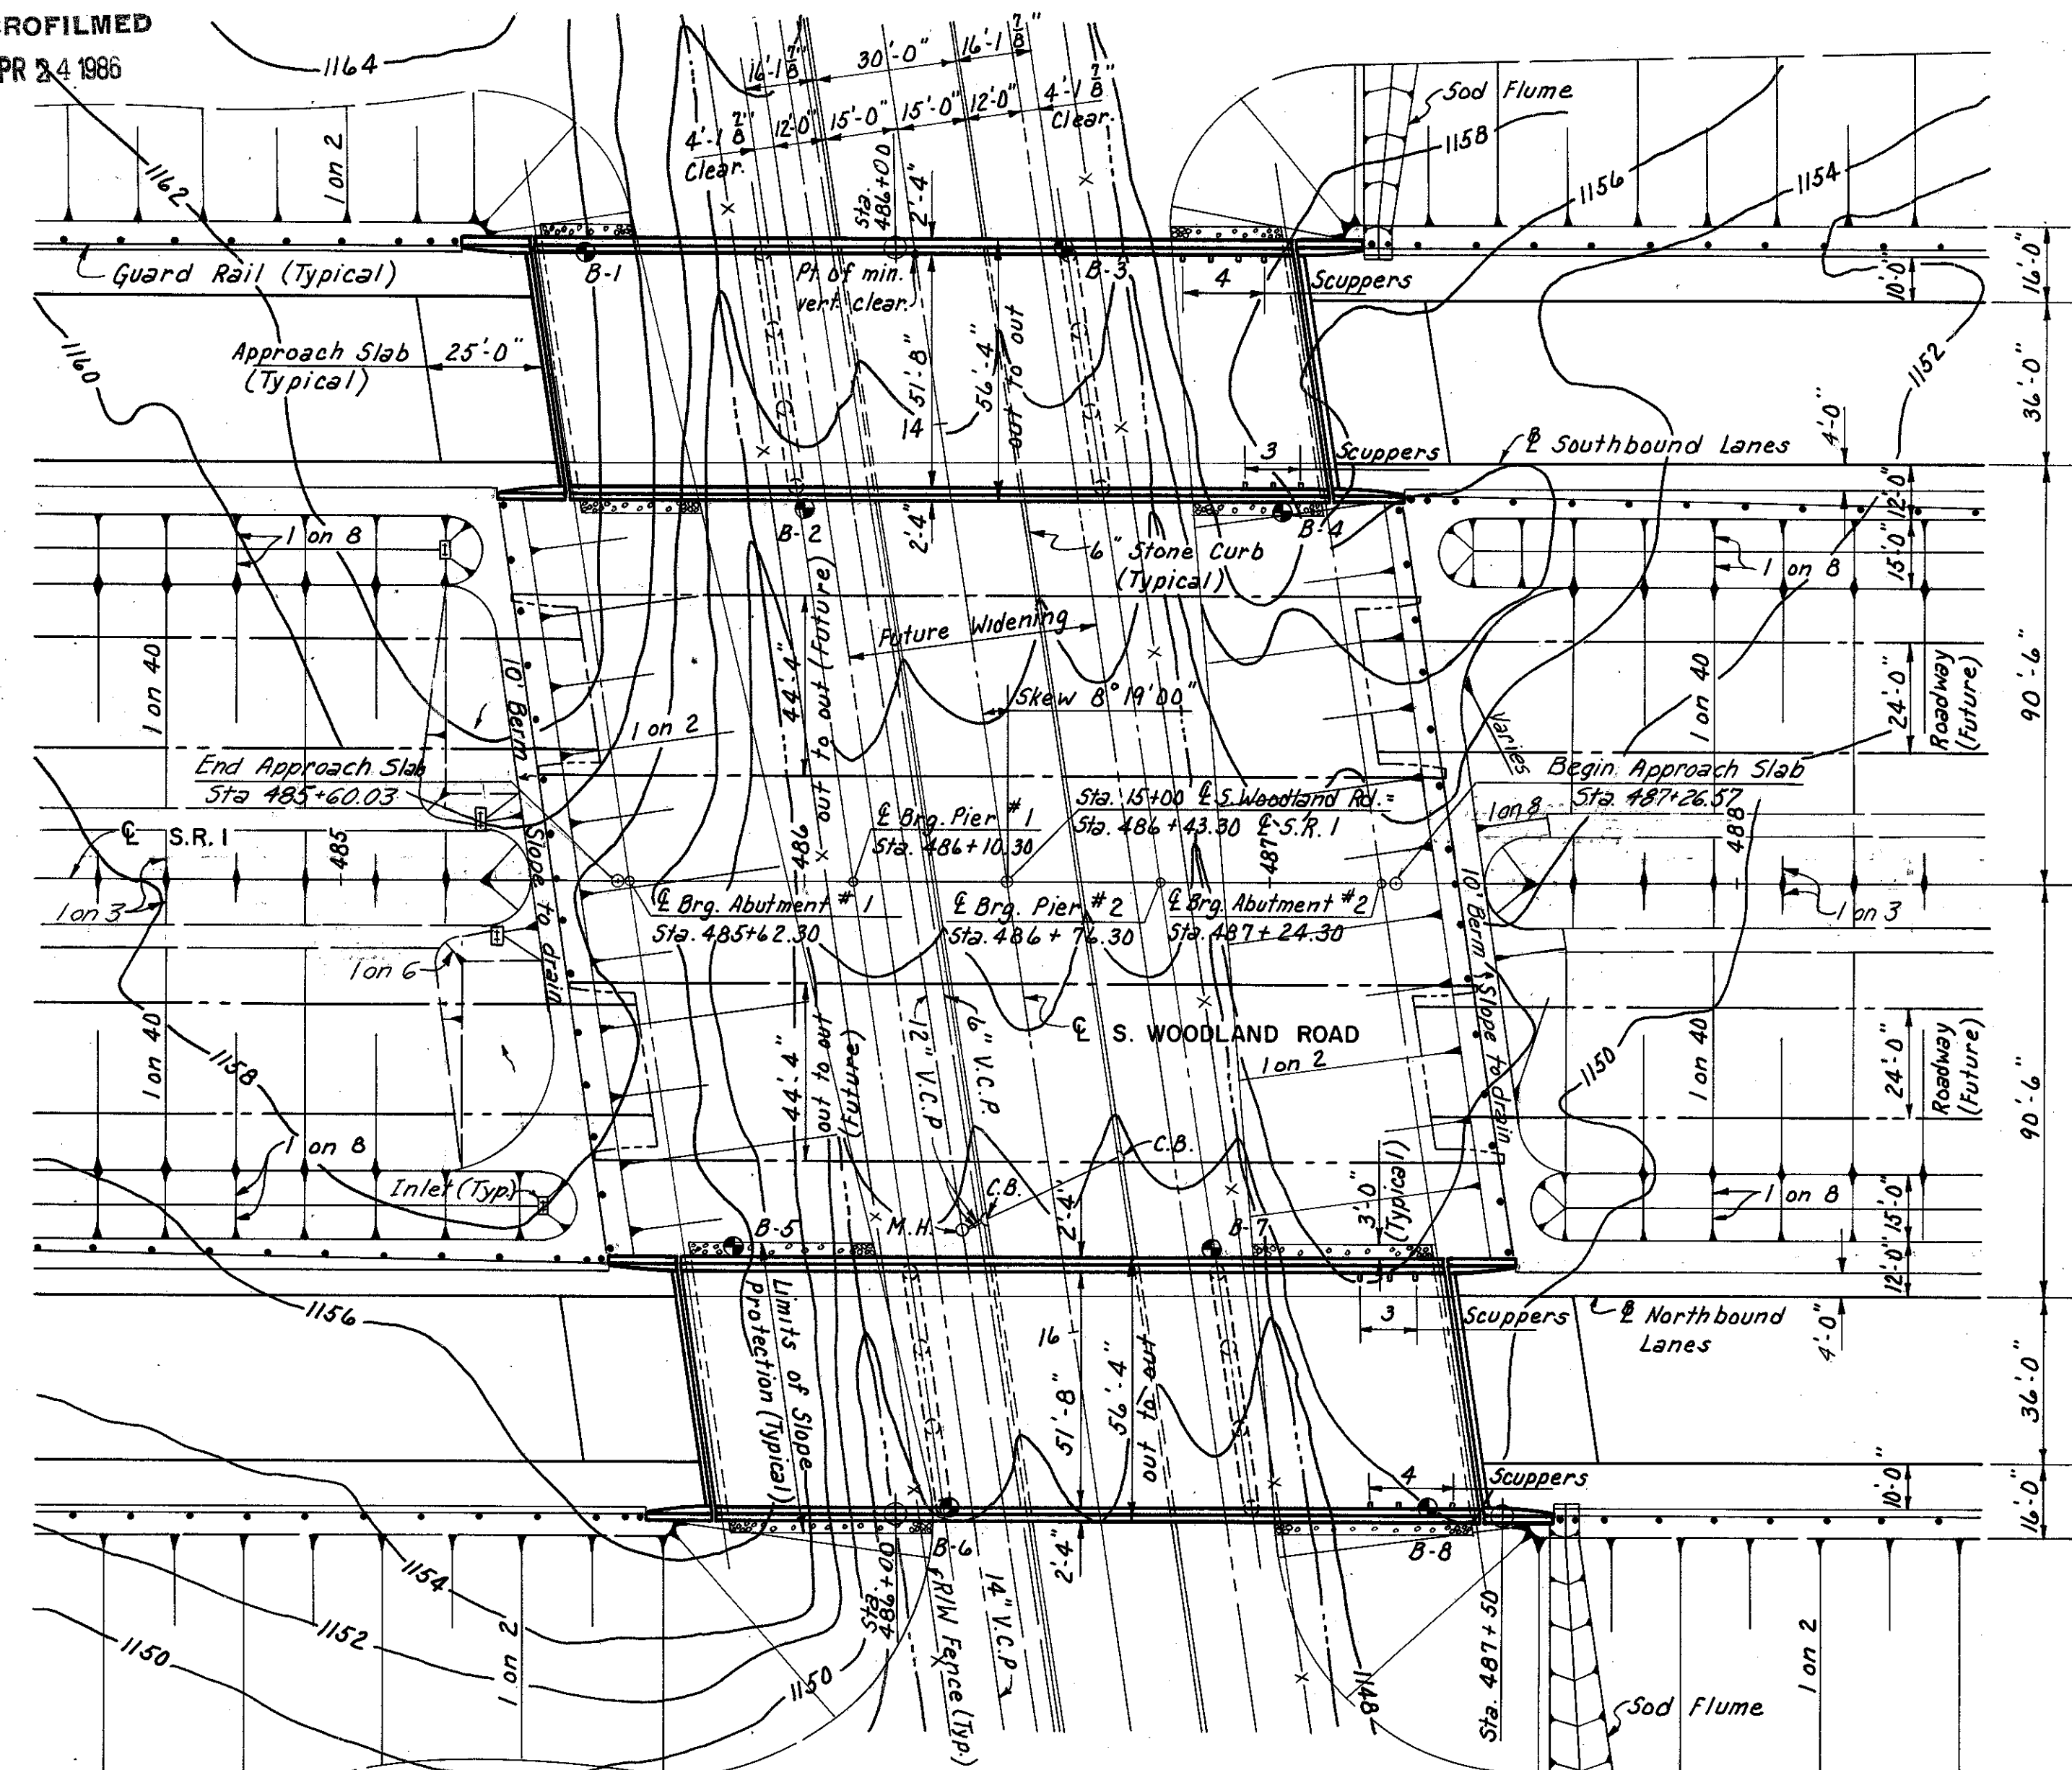 ROFILMED
PR 24 1986
1164
16'-1 7/8"
30'-0"
16'-1 7/8"
4'-1 7/8"
Clear.
12'-0"
15'-0"
15'-0"
12'-0"
4'-1 7/8"
Clear.
Sod Flume
1158
1156
1154
1 on 2
1162
Sta.
486+00
2'-4"
Guard Rail (Typical)
B-1
Pt. of min.
vert. clear.
B-3
4
Scuppers
10'-0"
16'-0"
1160
Approach Slab
(Typical)
25'-0"
51'-8"
56'-4"
out to out
14
1152
36'-0"
4'-0"
3
Scuppers
℄ Southbound Lanes
12'-0"
1 on 8
B-2
2'-4"
6" Stone Curb
(Typical)
B-4
1 on 8
15'-0"
1 on 40
10' Berm
Slope to drain
44'-4"
out to out (Future)
Future Widening
Skew 8° 19'00"
1 on 2
Varies
1 on 40
24'-0"
Roadway
(Future)
90'-6"
End Approach Slab
Sta 485+60.03
℄ Brg. Pier #1
Sta. 486+10.30
Sta. 15+00 ℄ S. Woodland Rd. =
Sta. 486+43.30 ℄ S.R. 1
Begin Approach Slab
Sta. 487+26.57
1 on 8
℄ S.R. 1
485
486
487
488
1 on 3
℄ Brg. Abutment #1
Sta. 485+62.30
℄ Brg. Pier #2
Sta. 486+76.30
℄ Brg. Abutment #2
Sta. 487+24.30
1 on 3
1 on 6
10' Berm
Slope to drain
12" V.C.P.
6" V.C.P.
℄ S. WOODLAND ROAD
1 on 2
1 on 40
1158
44'-4"
out to out
(Future)
1150
1 on 40
24'-0"
Roadway
(Future)
90'-6"
1 on 8
C.B.
Inlet (Typ.)
C.B.
M.H.
B-5
2'-4"
B-7
3'-0"
(Typical)
1 on 8
15'-0"
12'-0"
1156
Limits of Slope
Protection (Typical)
16
51'-8"
56'-4"
out to out
3
Scuppers
℄ Northbound
Lanes
4'-0"
36'-0"
4
Scuppers
10'-0"
16'-0"
1154
1152
1150
1 on 2
B-6
Sta.
486+00
R/W Fence (Typ.)
14" V.C.P.
2'-4"
B-8
1150
1148
Sta. 487+50
Sod Flume
1 on 2